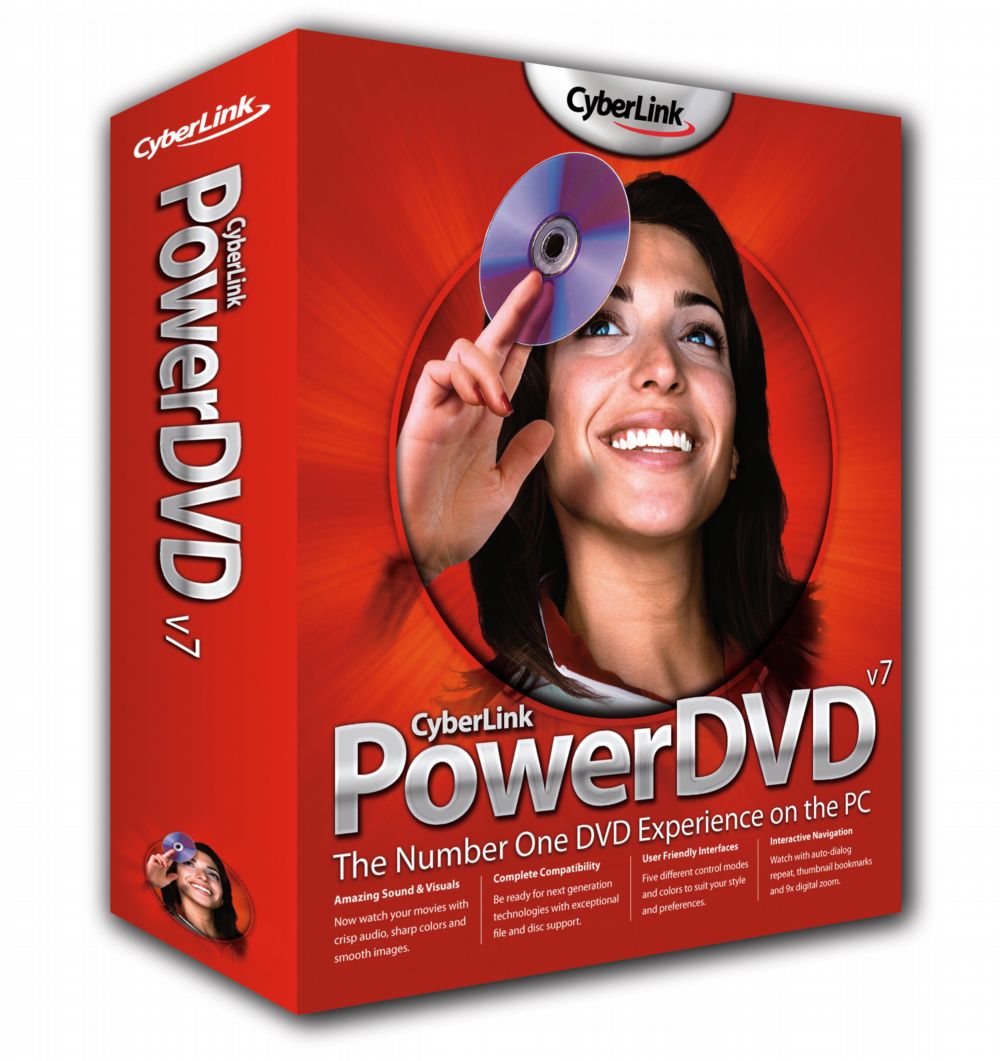 CyberLink
CyberLink
PowerDVD
v7
CyberLink
CyberLink
PowerDVD
v7
The Number One DVD Experience on the PC
Amazing Sound & Visuals
Now watch your movies with
crisp audio, sharp colors and
smooth images.
Complete Compatibility
Be ready for next generation
technologies with exceptional
file and disc support.
User Friendly Interfaces
Five different control modes
and colors to suit your style
and preferences.
Interactive Navigation
Watch with auto-dialog
repeat, thumbnail bookmarks
and 9x digital zoom.